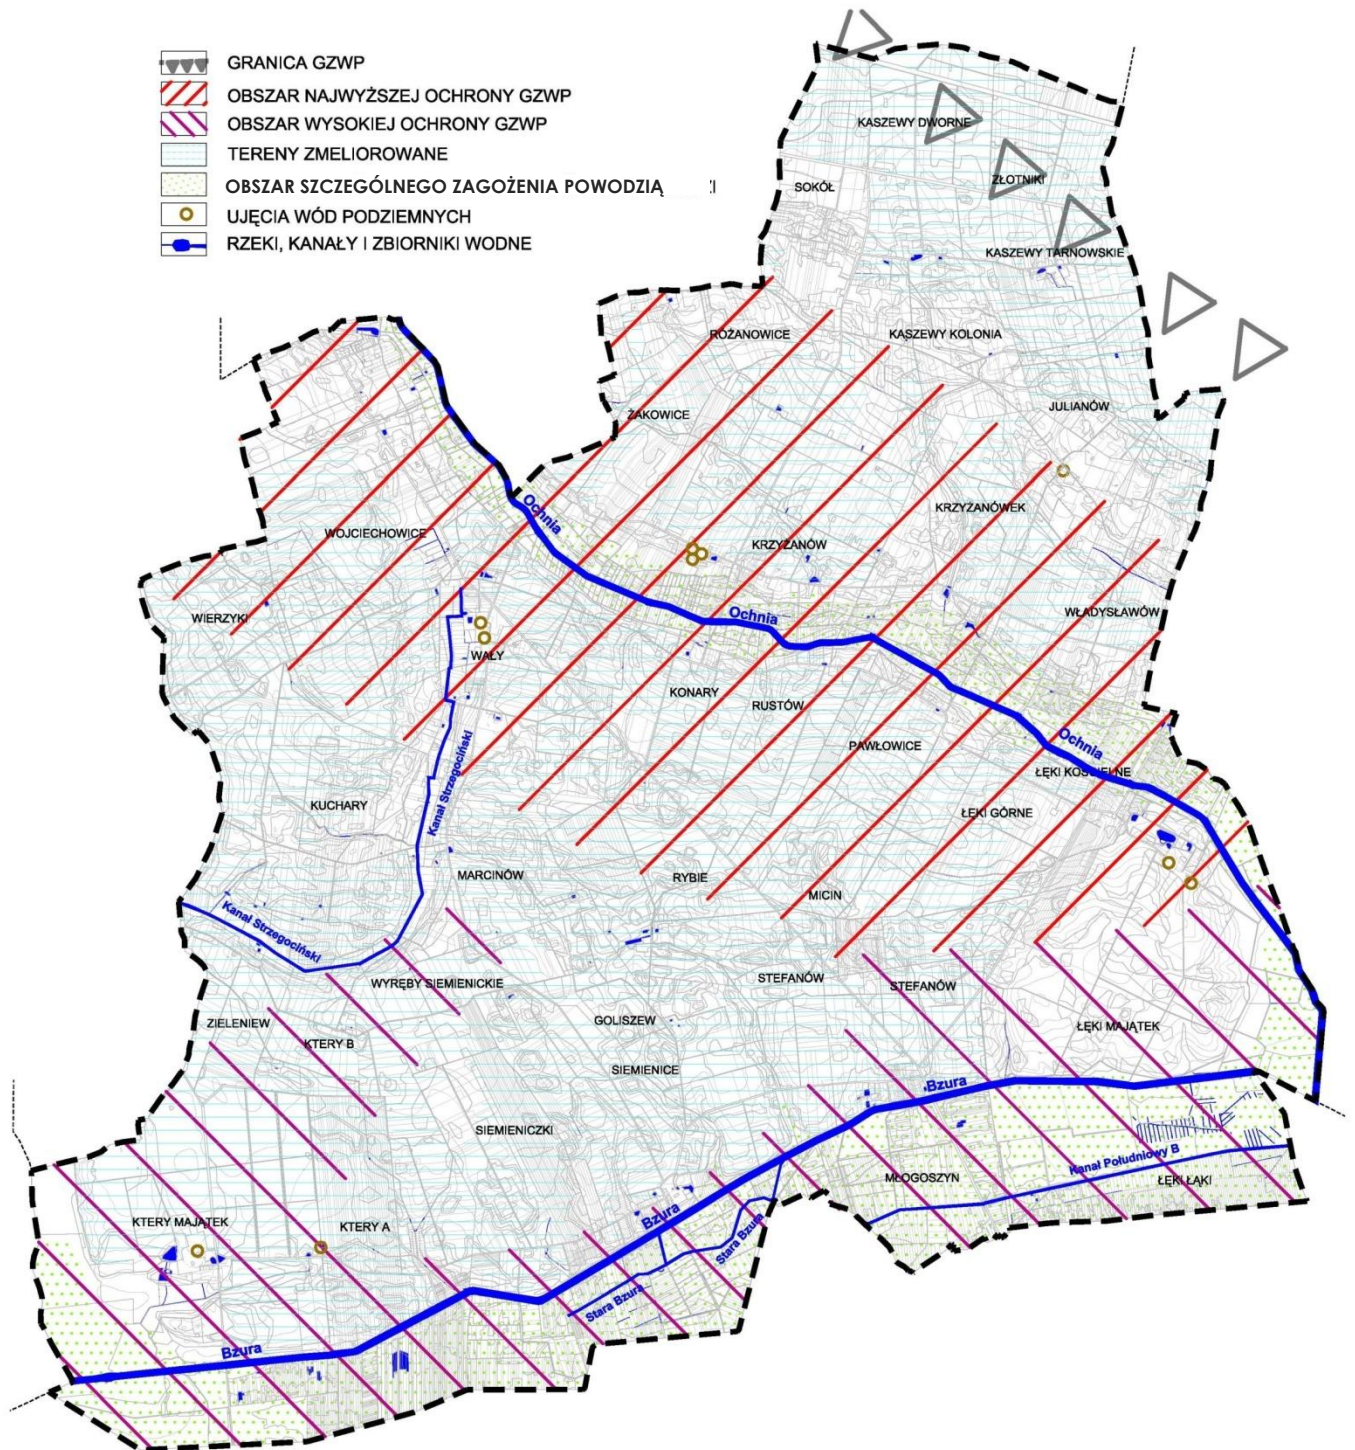 GRANICA GZWP
OBSZAR NAJWYŻSZEJ OCHRONY GZWP
OBSZAR WYSOKIEJ OCHRONY GZWP
TERENY ZMELIOROWANE
OBSZAR SZCZEGÓLNEGO ZAGOŻENIA POWODZIĄ
UJĘCIA WÓD PODZIEMNYCH
RZEKI, KANAŁY I ZBIORNIKI WODNE
KASZEWY DWORNE
ZŁOTNIKI
SOKÓŁ
KASZEWY TARNOWSKIE
RÓŻANOWICE
KASZEWY KOLONIA
ŻAKOWICE
JULIANÓW
Ochnia
KRZYŻANÓWEK
WOJCIECHOWICE
KRZYŻANÓW
WIERZYKI
Ochnia
WŁADYSŁAWÓW
WAŁY
KONARY
RUSTÓW
PAWŁOWICE
Ochnia
ŁĘKI KOŚCIELNE
Kanał Strzegociński
KUCHARY
ŁĘKI GÓRNE
MARCINÓW
RYBIE
MICIN
Kanał Strzegociński
WYRĘBY SIEMIENICKIE
STEFANÓW
STEFANÓW
ZIELENIEW
GOLISZEW
ŁĘKI MAJĄTEK
KTERY B
SIEMIENICE
Bzura
SIEMIENICZKI
Kanał Południowy B
MŁOGOSZYN
ŁĘKI ŁĄKI
KTERY MAJĄTEK
KTERY A
Bzura
Stara Bzura
Stara Bzura
Bzura